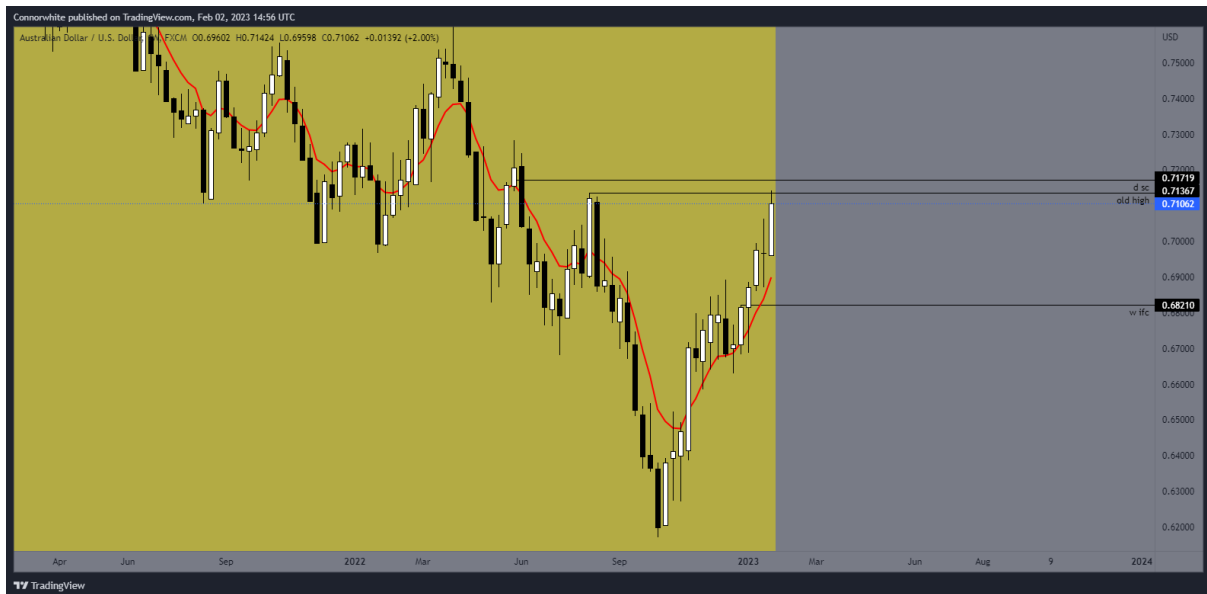 Connorwhite published on TradingView.com, Feb 02, 2023 14:56 UTC
Australian Dollar / U.S. FXCM O0.69602 H0.71424 L0.69598 C0.71062 +0.01392 (+2.00%)
USD
0.75000
0.74000
0.73000
0.72000
0.71719
d sc
0.71367
old high
0.71062
0.70000
0.69000
0.68210
w ifc
0.68000
0.67000
0.66000
0.65000
0.64000
0.63000
0.62000
Apr Jun Sep 2022 Mar Jun Sep 2023 Mar Jun Aug 9 2024
TradingView